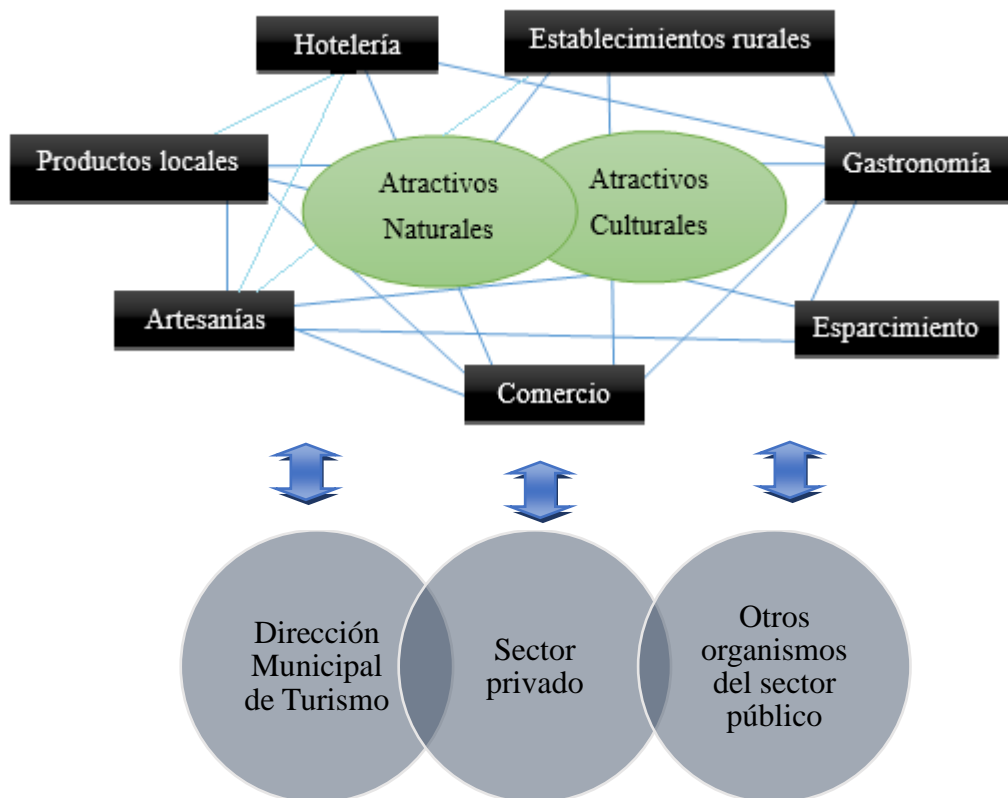 Hotelería
Establecimientos rurales
Productos locales
Atractivos
Naturales
Atractivos
Culturales
Gastronomía
Artesanías
Esparcimiento
Comercio
Dirección
Municipal
de Turismo
Sector
privado
Otros
organismos
del sector
público